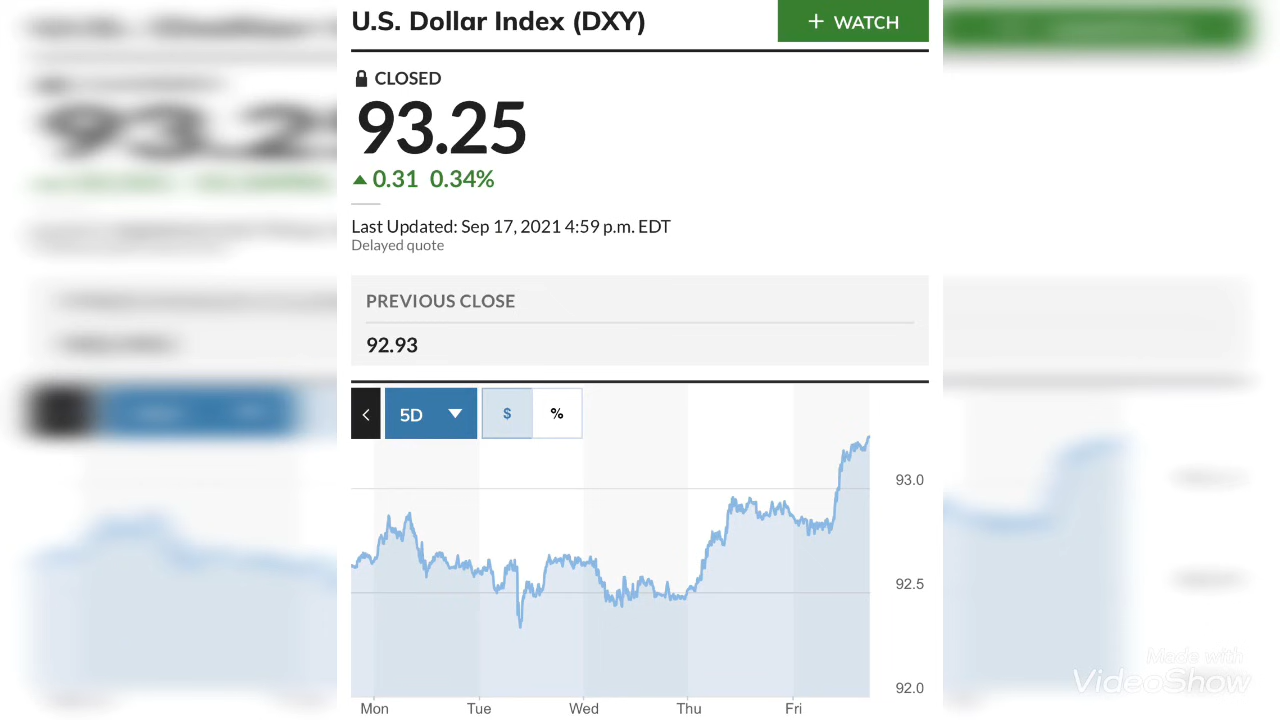 U.S. Dollar Index (DXY)
+ WATCH
CLOSED
93.25
0.31 0.34%
Last Updated: Sep 17, 2021 4:59 p.m. EDT
Delayed quote
PREVIOUS CLOSE
92.93
5D
$
%
93.0
92.5
92.0
Mon Tue Wed Thu Fri
Made with
VideoShow